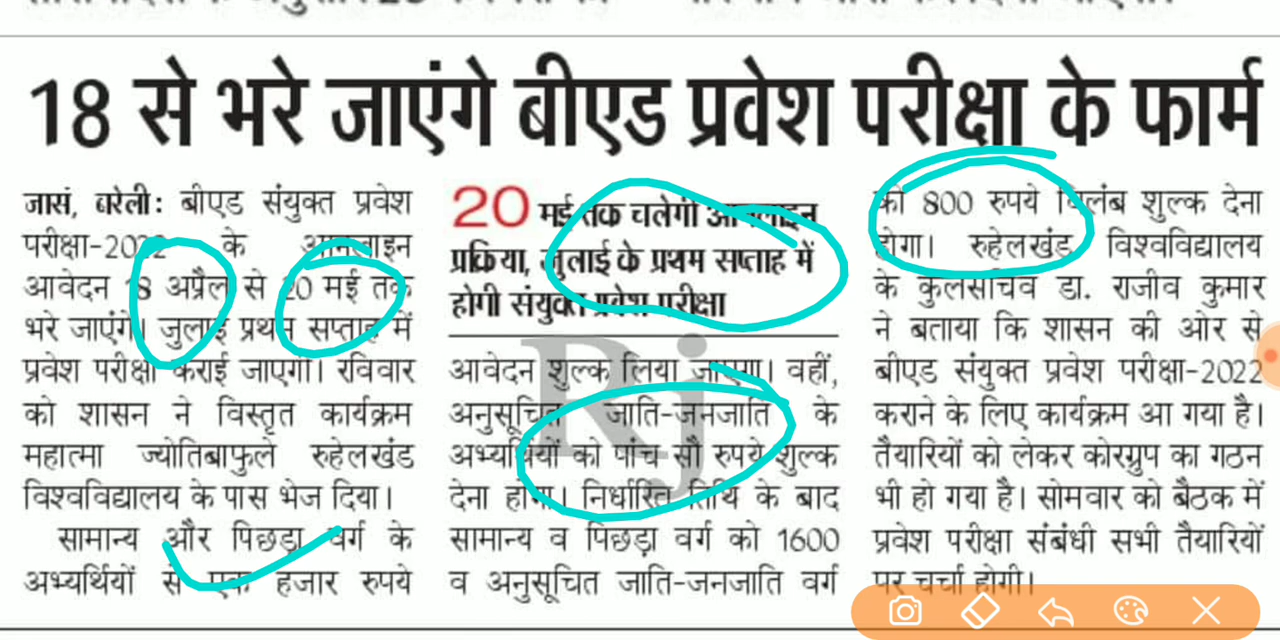 18 से भरे जाएंगे बीएड प्रवेश परीक्षा के फार्म
जासं, बरेली: बीएड संयुक्त प्रवेश
परीक्षा-2022 के आनलाइन
आवेदन 18 अप्रैल से 20 मई तक
भरे जाएंगे। जुलाई प्रथम सप्ताह में
प्रवेश परीक्षा कराई जाएगी। रविवार
को शासन ने विस्तृत कार्यक्रम
महात्मा ज्योतिबाफुले रुहेलखंड
विश्वविद्यालय के पास भेज दिया।
सामान्य और पिछड़ा वर्ग के
अभ्यर्थियों से एक हजार रुपये
20 मई तक चलेगी आनलाइन
प्रक्रिया, जुलाई के प्रथम सप्ताह में
होगी संयुक्त प्रवेश परीक्षा
आवेदन शुल्क लिया जाएगा। वहीं,
अनुसूचित जाति-जनजाति के
अभ्यर्थियों को पांच सौ रुपये शुल्क
देना होगा। निर्धारित तिथि के बाद
सामान्य व पिछड़ा वर्ग को 1600
व अनुसूचित जाति-जनजाति वर्ग
को 800 रुपये विलंब शुल्क देना
होगा। रुहेलखंड विश्वविद्यालय
के कुलसचिव डा. राजीव कुमार
ने बताया कि शासन की ओर से
बीएड संयुक्त प्रवेश परीक्षा-2022
कराने के लिए कार्यक्रम आ गया है।
तैयारियों को लेकर कोरग्रुप का गठन
भी हो गया है। सोमवार को बैठक में
प्रवेश परीक्षा संबंधी सभी तैयारियों
पर चर्चा होगी।
Rj